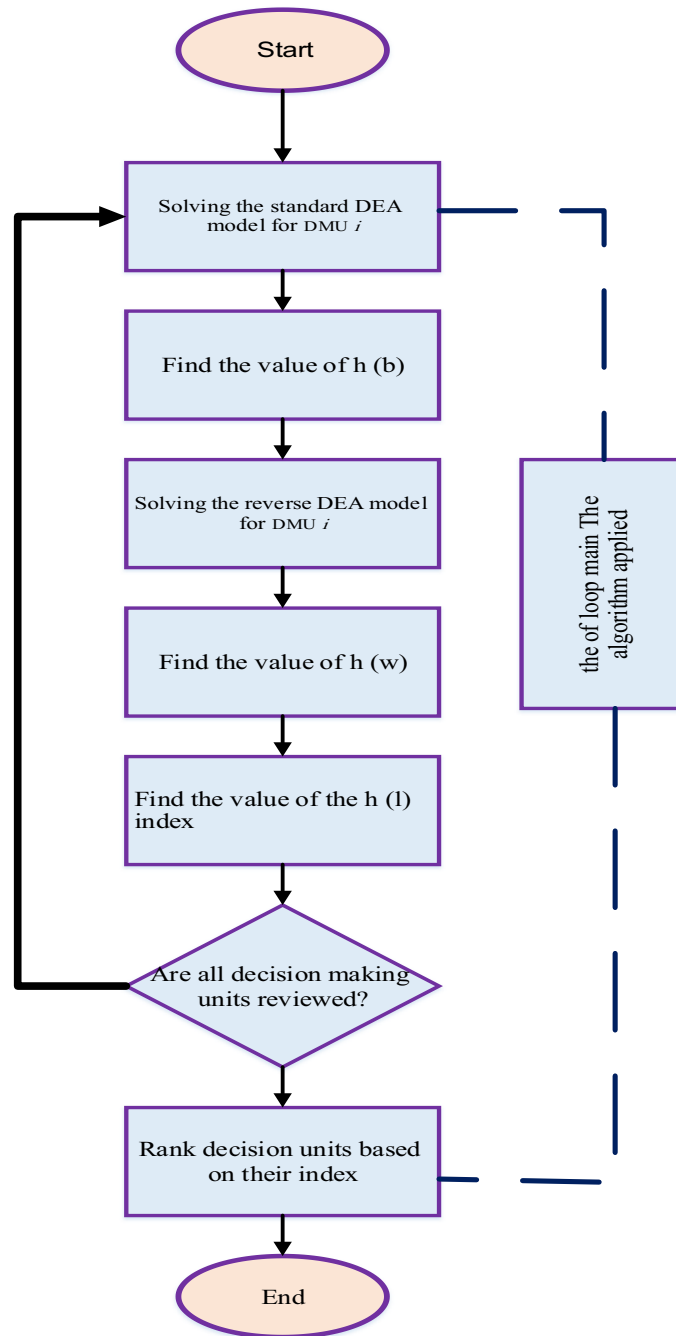 Start
Solving the standard DEA
model for DMU i
Find the value of h (b)
Solving the reverse DEA model
for DMU i
Find the value of h (w)
Find the value of the h (l)
index
Are all decision making
units reviewed?
Rank decision units based
on their index
End
the of loop main The
algorithm applied